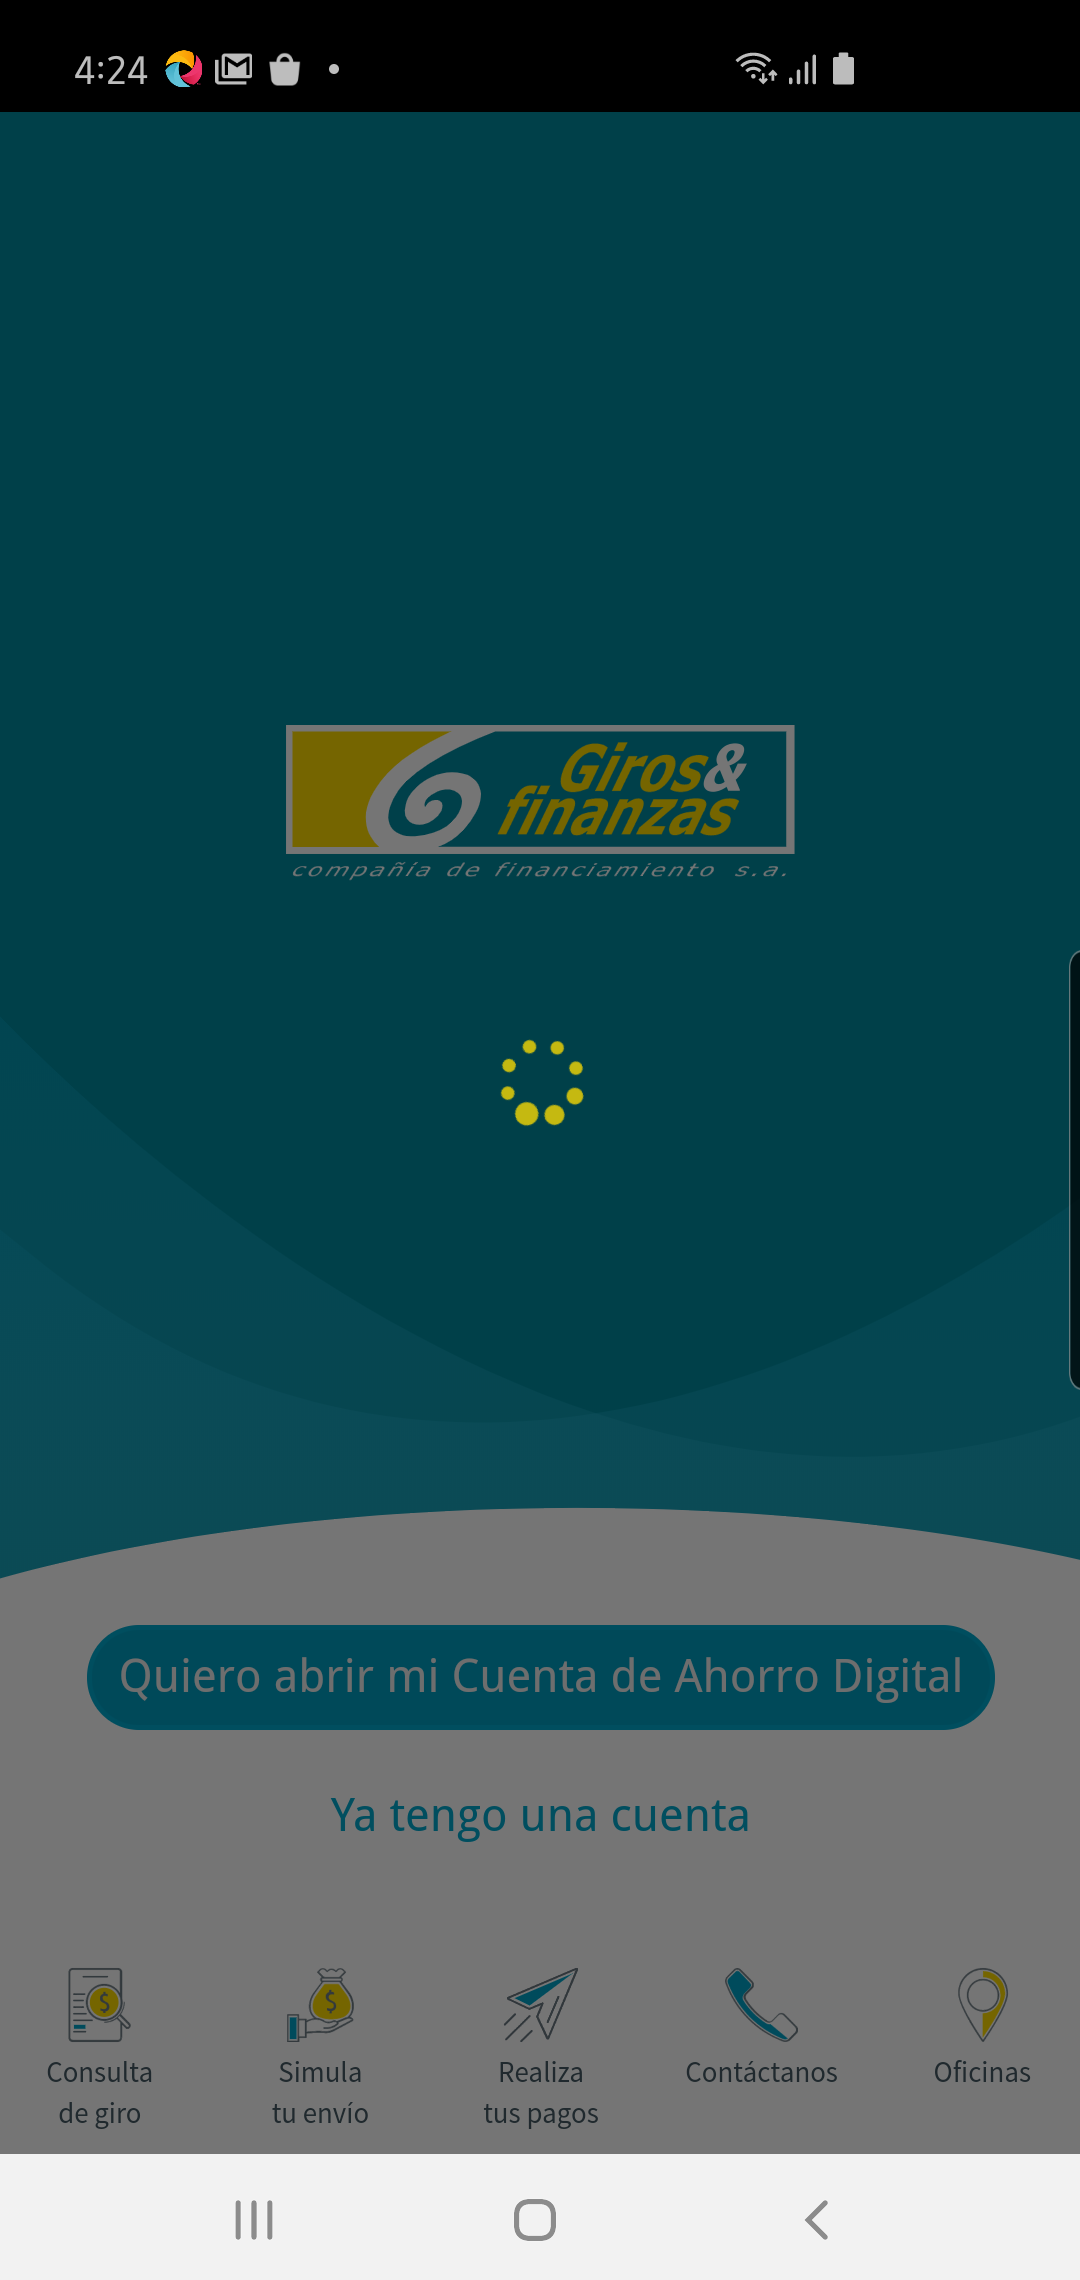 4:24
Giros&
finanzas
compañía de financiamiento s.a.
Quiero abrir mi Cuenta de Ahorro Digital
Ya tengo una cuenta
Consulta
de giro
Simula
tu envío
Realiza
tus pagos
Contáctanos
Oficinas